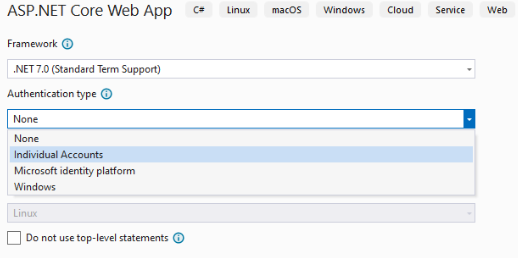 ASP.NET Core Web App C# Linux macOS Windows Cloud Service Web
Framework
.NET 7.0 (Standard Term Support)
Authentication type
None
None
Individual Accounts
Microsoft identity platform
Windows
Linux
Do not use top-level statements